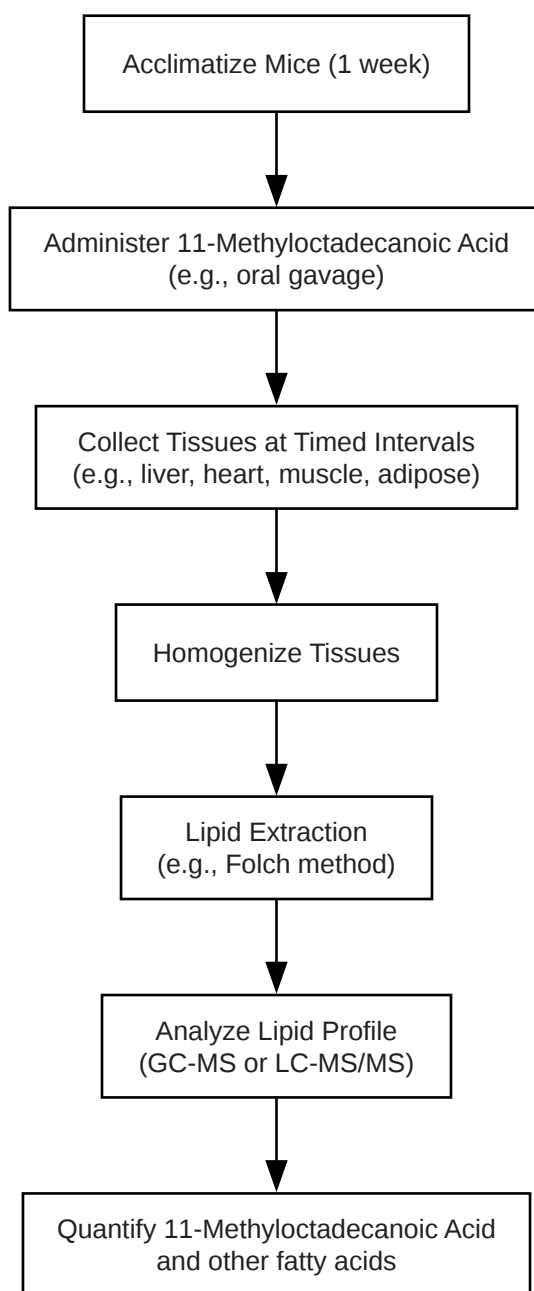 Acclimatize Mice (1 week)
Administer 11-Methyloctadecanoic Acid
(e.g., oral gavage)
Collect Tissues at Timed Intervals
(e.g., liver, heart, muscle, adipose)
Homogenize Tissues
Lipid Extraction
(e.g., Folch method)
Analyze Lipid Profile
(GC-MS or LC-MS/MS)
Quantify 11-Methyloctadecanoic Acid
and other fatty acids